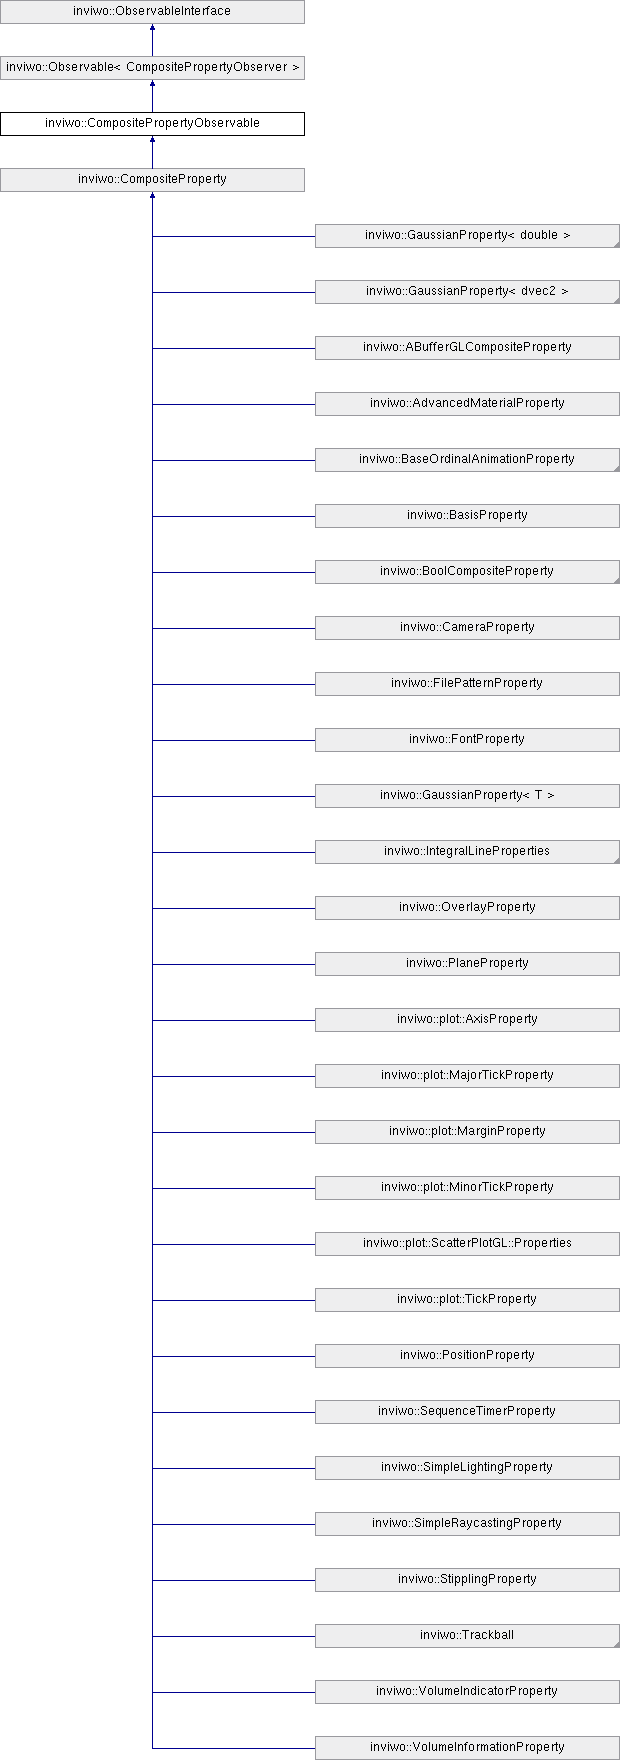 inviwo::ObservableInterface
inviwo::Observable< CompositePropertyObserver >
inviwo::CompositePropertyObservable
inviwo::CompositeProperty
inviwo::GaussianProperty< double >
inviwo::GaussianProperty< dvec2 >
inviwo::ABufferGLCompositeProperty
inviwo::AdvancedMaterialProperty
inviwo::BaseOrdinalAnimationProperty
inviwo::BasisProperty
inviwo::BoolCompositeProperty
inviwo::CameraProperty
inviwo::FilePatternProperty
inviwo::FontProperty
inviwo::GaussianProperty< T >
inviwo::IntegralLineProperties
inviwo::OverlayProperty
inviwo::PlaneProperty
inviwo::plot::AxisProperty
inviwo::plot::MajorTickProperty
inviwo::plot::MarginProperty
inviwo::plot::MinorTickProperty
inviwo::plot::ScatterPlotGL::Properties
inviwo::plot::TickProperty
inviwo::PositionProperty
inviwo::SequenceTimerProperty
inviwo::SimpleLightingProperty
inviwo::SimpleRaycastingProperty
inviwo::StipplingProperty
inviwo::Trackball
inviwo::VolumeIndicatorProperty
inviwo::VolumeInformationProperty